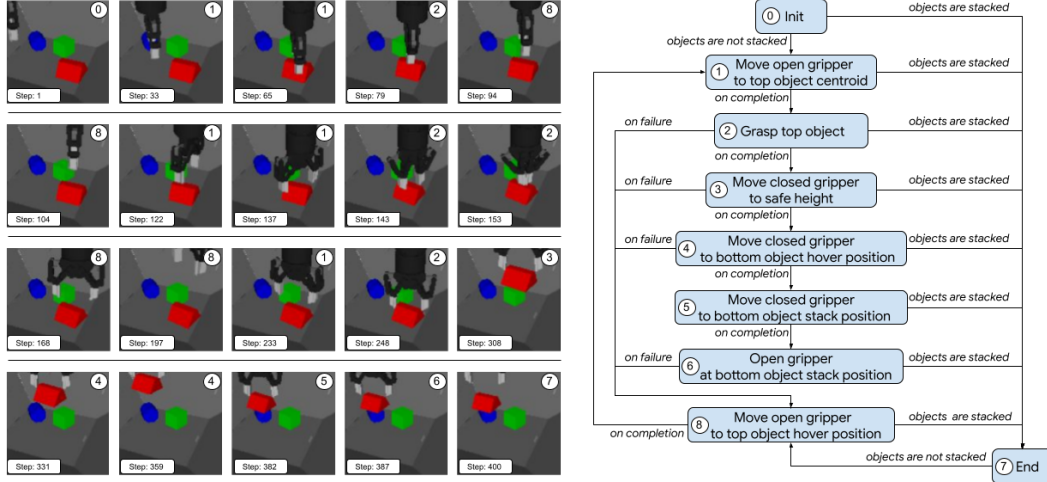 0
Step: 1
1
Step: 33
1
Step: 65
2
Step: 79
8
Step: 94
8
Step: 104
1
Step: 122
1
Step: 137
2
Step: 143
2
Step: 153
8
Step: 168
8
Step: 197
1
Step: 233
2
Step: 248
3
Step: 308
4
Step: 331
4
Step: 359
5
Step: 382
6
Step: 387
7
Step: 400
0 Init
objects are stacked
objects are not stacked
1 Move open gripper
to top object centroid
objects are stacked
on completion
on failure
2 Grasp top object
objects are stacked
on completion
on failure
3 Move closed gripper
to safe height
objects are stacked
on completion
on failure
4 Move closed gripper
to bottom object hover position
objects are stacked
on completion
5 Move closed gripper
to bottom object stack position
objects are stacked
on completion
on failure
6 Open gripper
at bottom object stack position
objects are stacked
8 Move open gripper
to top object hover position
objects are stacked
on completion
objects are not stacked
7 End